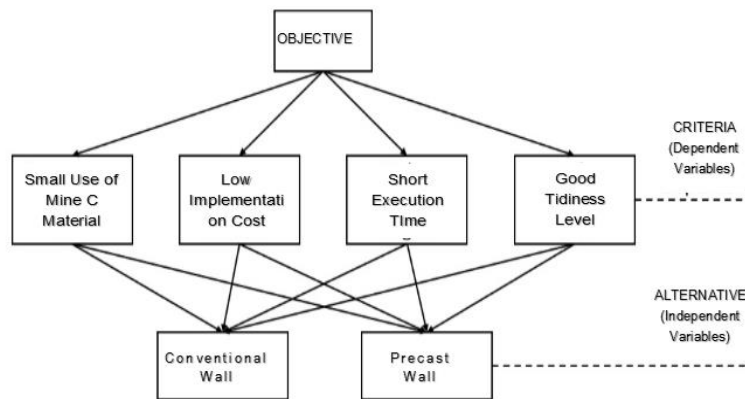 OBJECTIVE
CRITERIA
(Dependent
Variables)
Small Use of
Mine C
Material
Low
Implementati
on Cost
Short
Execution
TIme
Good
Tidiness
Level
ALTERNATIVE
(Independent
Variables)
Conventional
Wall
Precast
Wall